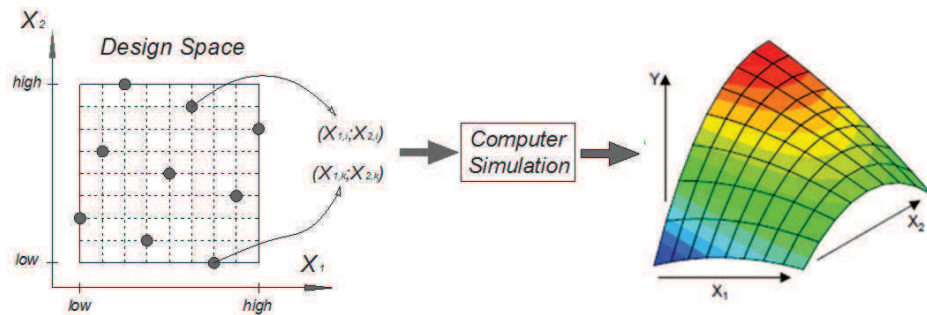 X2
Design Space
high
low
low
high
X1
(X1,i;X2,i)
(X1,k;X2,k)
Computer
Simulation
Y
X1
X2